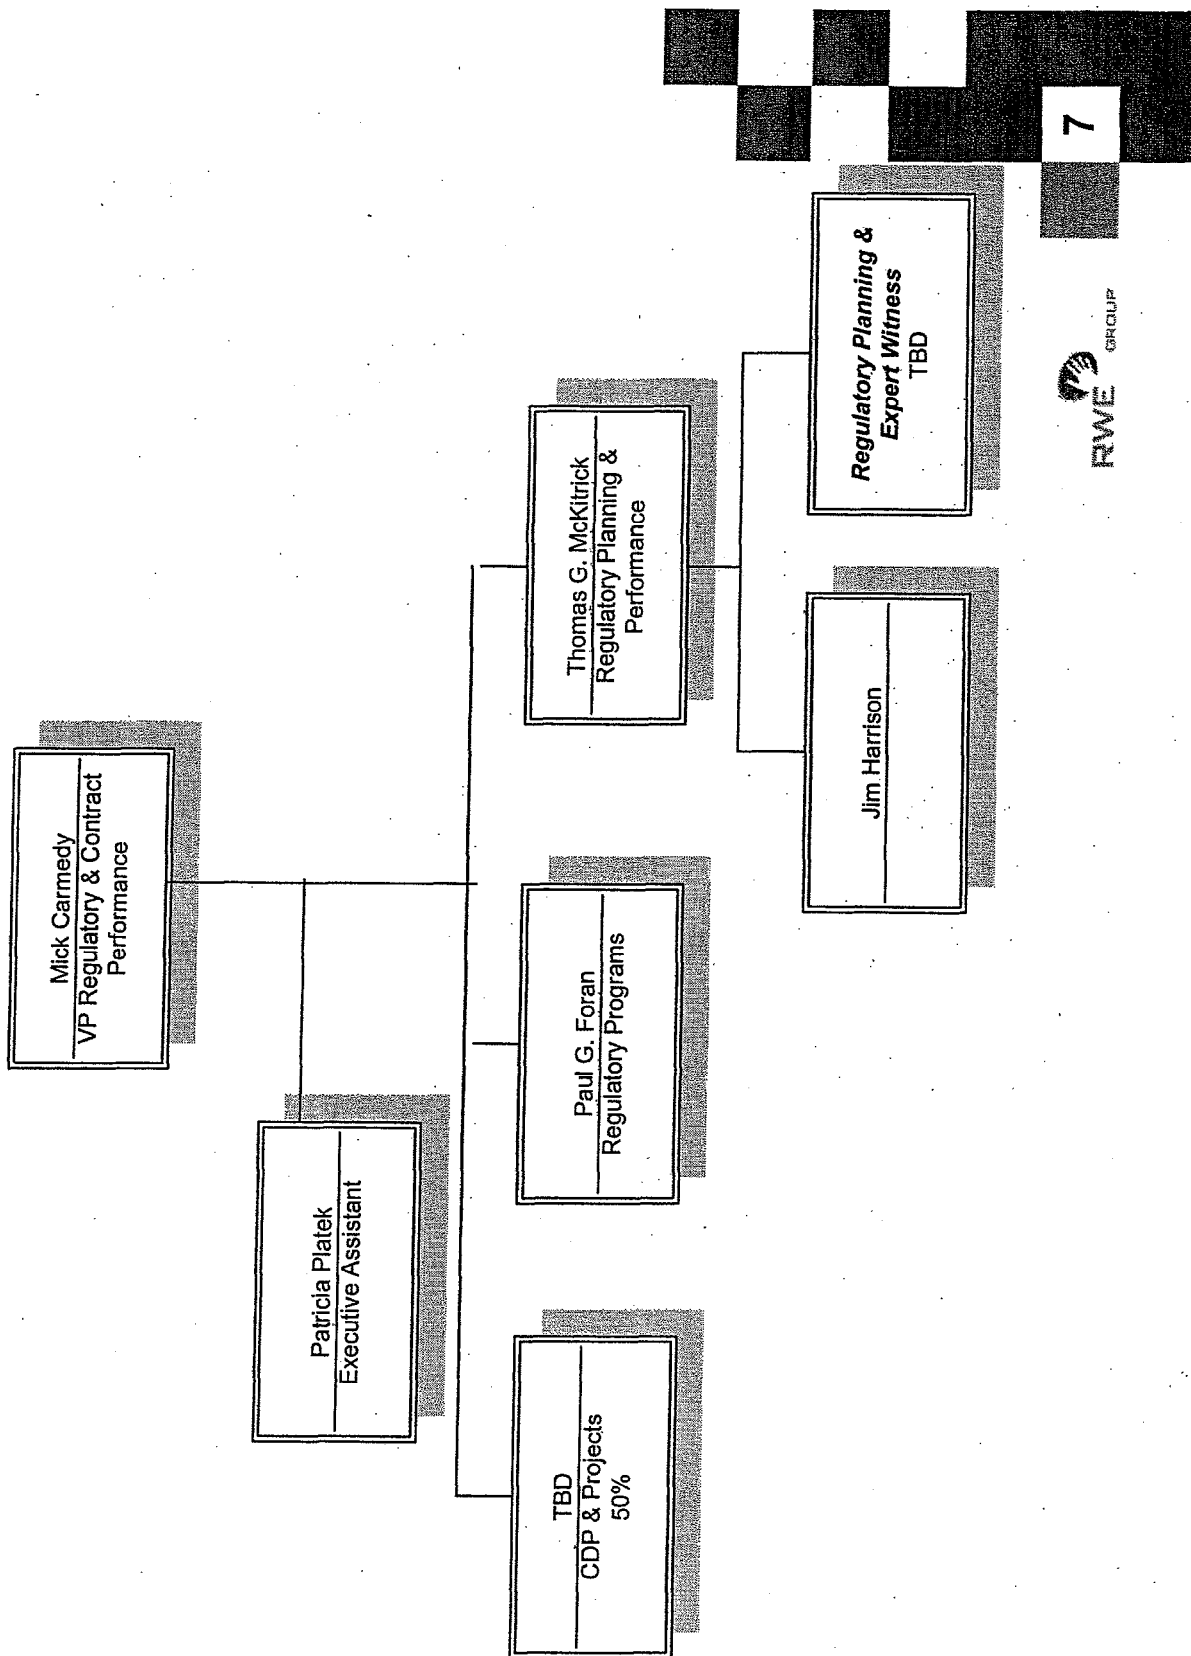 Mick Carmedy
VP Regulatory & Contract
Performance
Patricia Platek
Executive Assistant
TBD
CDP & Projects
50%
Paul G. Foran
Regulatory Programs
Thomas G. McKitrick
Regulatory Planning &
Performance
Jim Harrison
Regulatory Planning &
Expert Witness
TBD
RWE GROUP
7